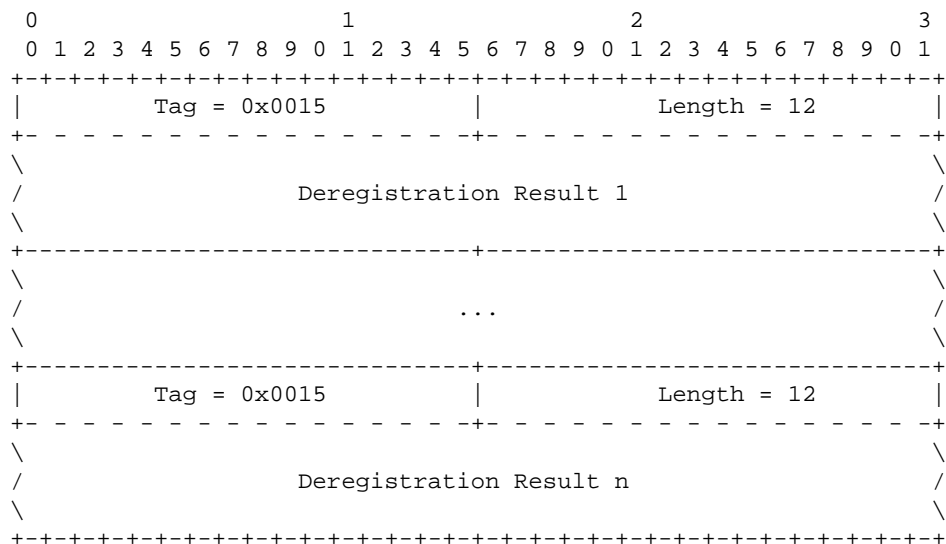 0                   1                   2                   3
0 1 2 3 4 5 6 7 8 9 0 1 2 3 4 5 6 7 8 9 0 1 2 3 4 5 6 7 8 9 0 1
+-+-+-+-+-+-+-+-+-+-+-+-+-+-+-+-+-+-+-+-+-+-+-+-+-+-+-+-+-+-+-+-+
|         Tag = 0x0015          |            Length = 12        |
+- - - - - - - - - - - - - - - -+- - - - - - - - - - - - - - - -+
\                                                               \
/                   Deregistration Result 1                     /
\                                                               \
+-------------------------------+-------------------------------+
\                                                               \
/                              ...                              /
\                                                               \
+-------------------------------+-------------------------------+
|         Tag = 0x0015          |            Length = 12        |
+- - - - - - - - - - - - - - - -+- - - - - - - - - - - - - - - -+
\                                                               \
/                   Deregistration Result n                     /
\                                                               \
+-+-+-+-+-+-+-+-+-+-+-+-+-+-+-+-+-+-+-+-+-+-+-+-+-+-+-+-+-+-+-+-+